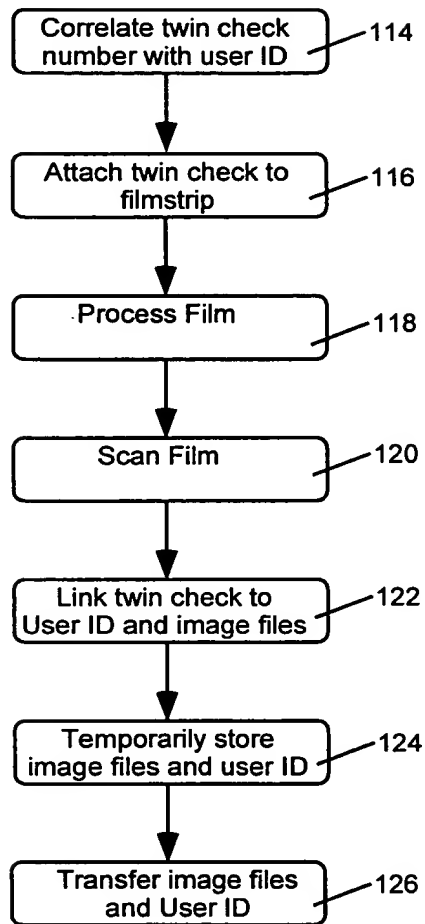 Correlate twin check
number with user ID
114
Attach twin check to
filmstrip
116
Process Film
118
Scan Film
120
Link twin check to
User ID and image files
122
Temporarily store
image files and user ID
124
Transfer image files
and User ID
126